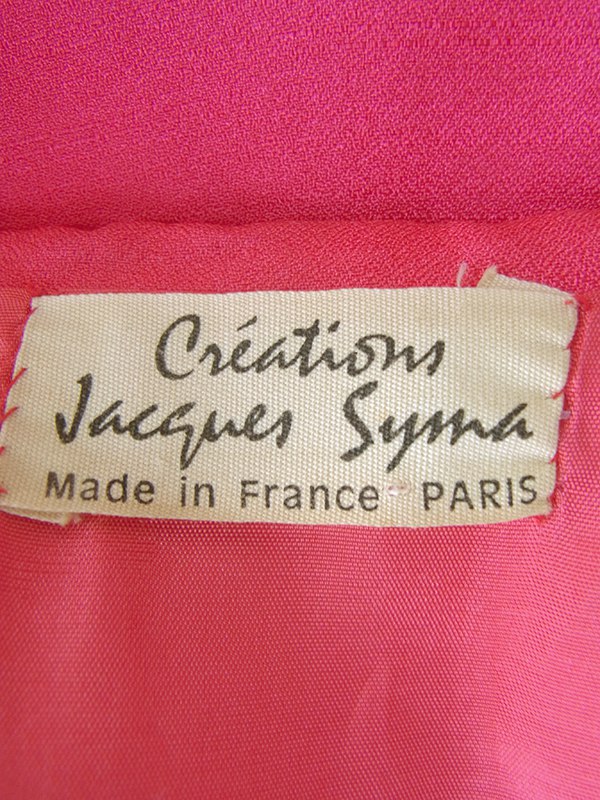 Créations
Jacques Syma
Made in France PARIS